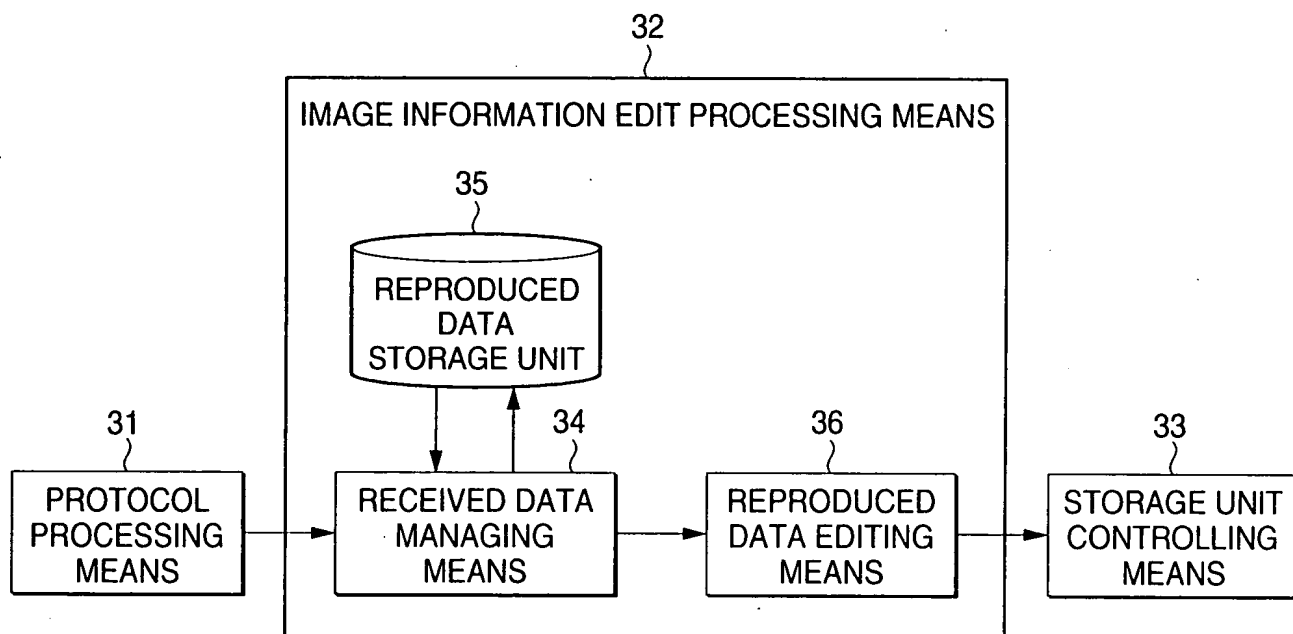 32
IMAGE INFORMATION EDIT PROCESSING MEANS
35
REPRODUCED
DATA
STORAGE UNIT
31
PROTOCOL
PROCESSING
MEANS
34
RECEIVED DATA
MANAGING
MEANS
36
REPRODUCED
DATA EDITING
MEANS
33
STORAGE UNIT
CONTROLLING
MEANS